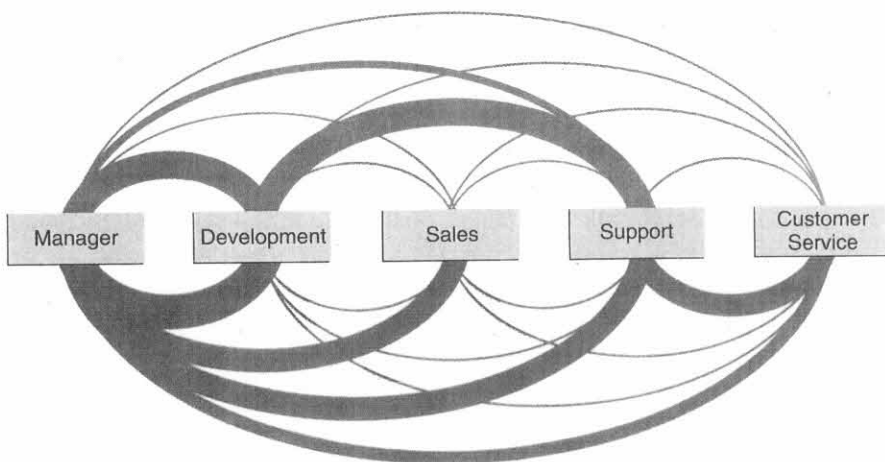 Manager
Development
Sales
Support
Customer
Service